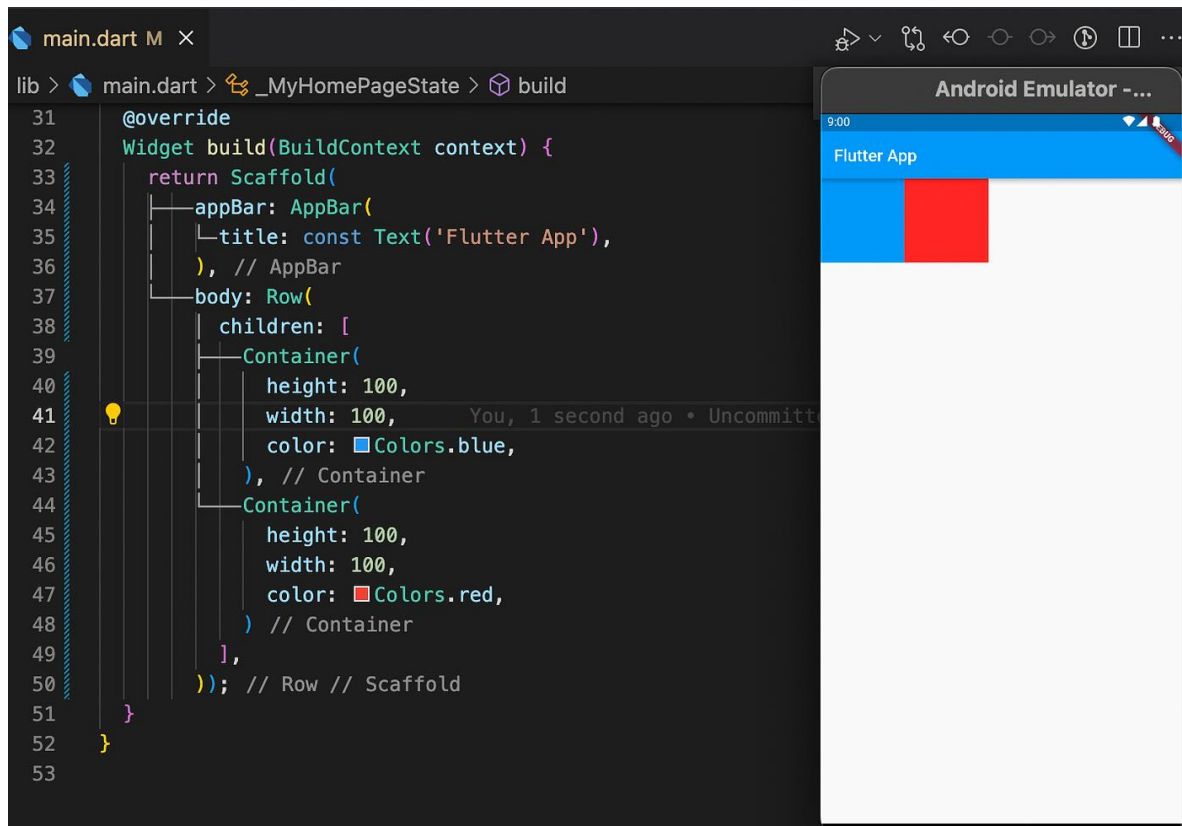 main.dart M
lib > main.dart > _MyHomePageState > build
31 @override
32 Widget build(BuildContext context) {
33 return Scaffold(
34 appBar: AppBar(
35 title: const Text('Flutter App'),
36 ), // AppBar
37 body: Row(
38 children: [
39 Container(
40 height: 100,
41 width: 100, You, 1 second ago • Uncommitt
42 color: Colors.blue,
43 ), // Container
44 Container(
45 height: 100,
46 width: 100,
47 color: Colors.red,
48 ) // Container
49 ],
50 )); // Row // Scaffold
51 }
52 }
53
Android Emulator -...
9:00
DEBUG
Flutter App